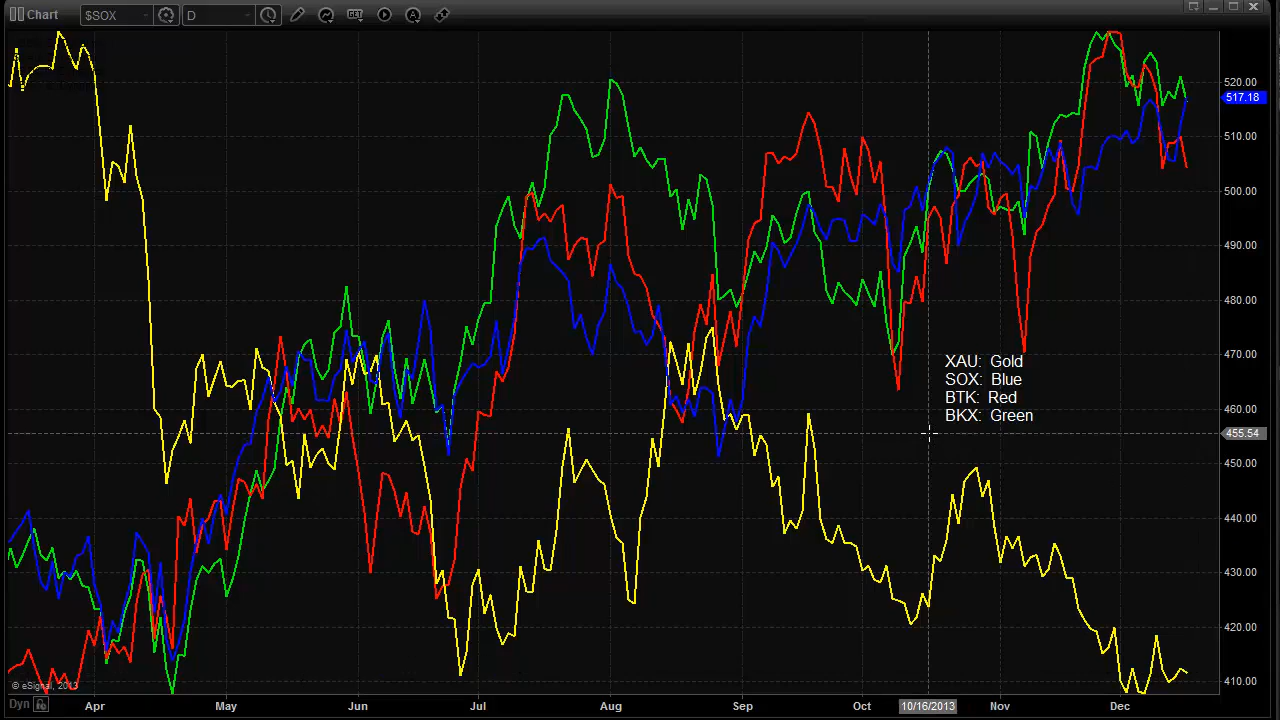 Chart $SOX D GET A
520.00
517.18
510.00
500.00
490.00
480.00
470.00
XAU: Gold
SOX: Blue
BTK: Red
BKX: Green
460.00
455.54
450.00
440.00
430.00
420.00
410.00
© eSignal, 2013
Dyn
Apr May Jun Jul Aug Sep Oct 10/16/2013 Nov Dec